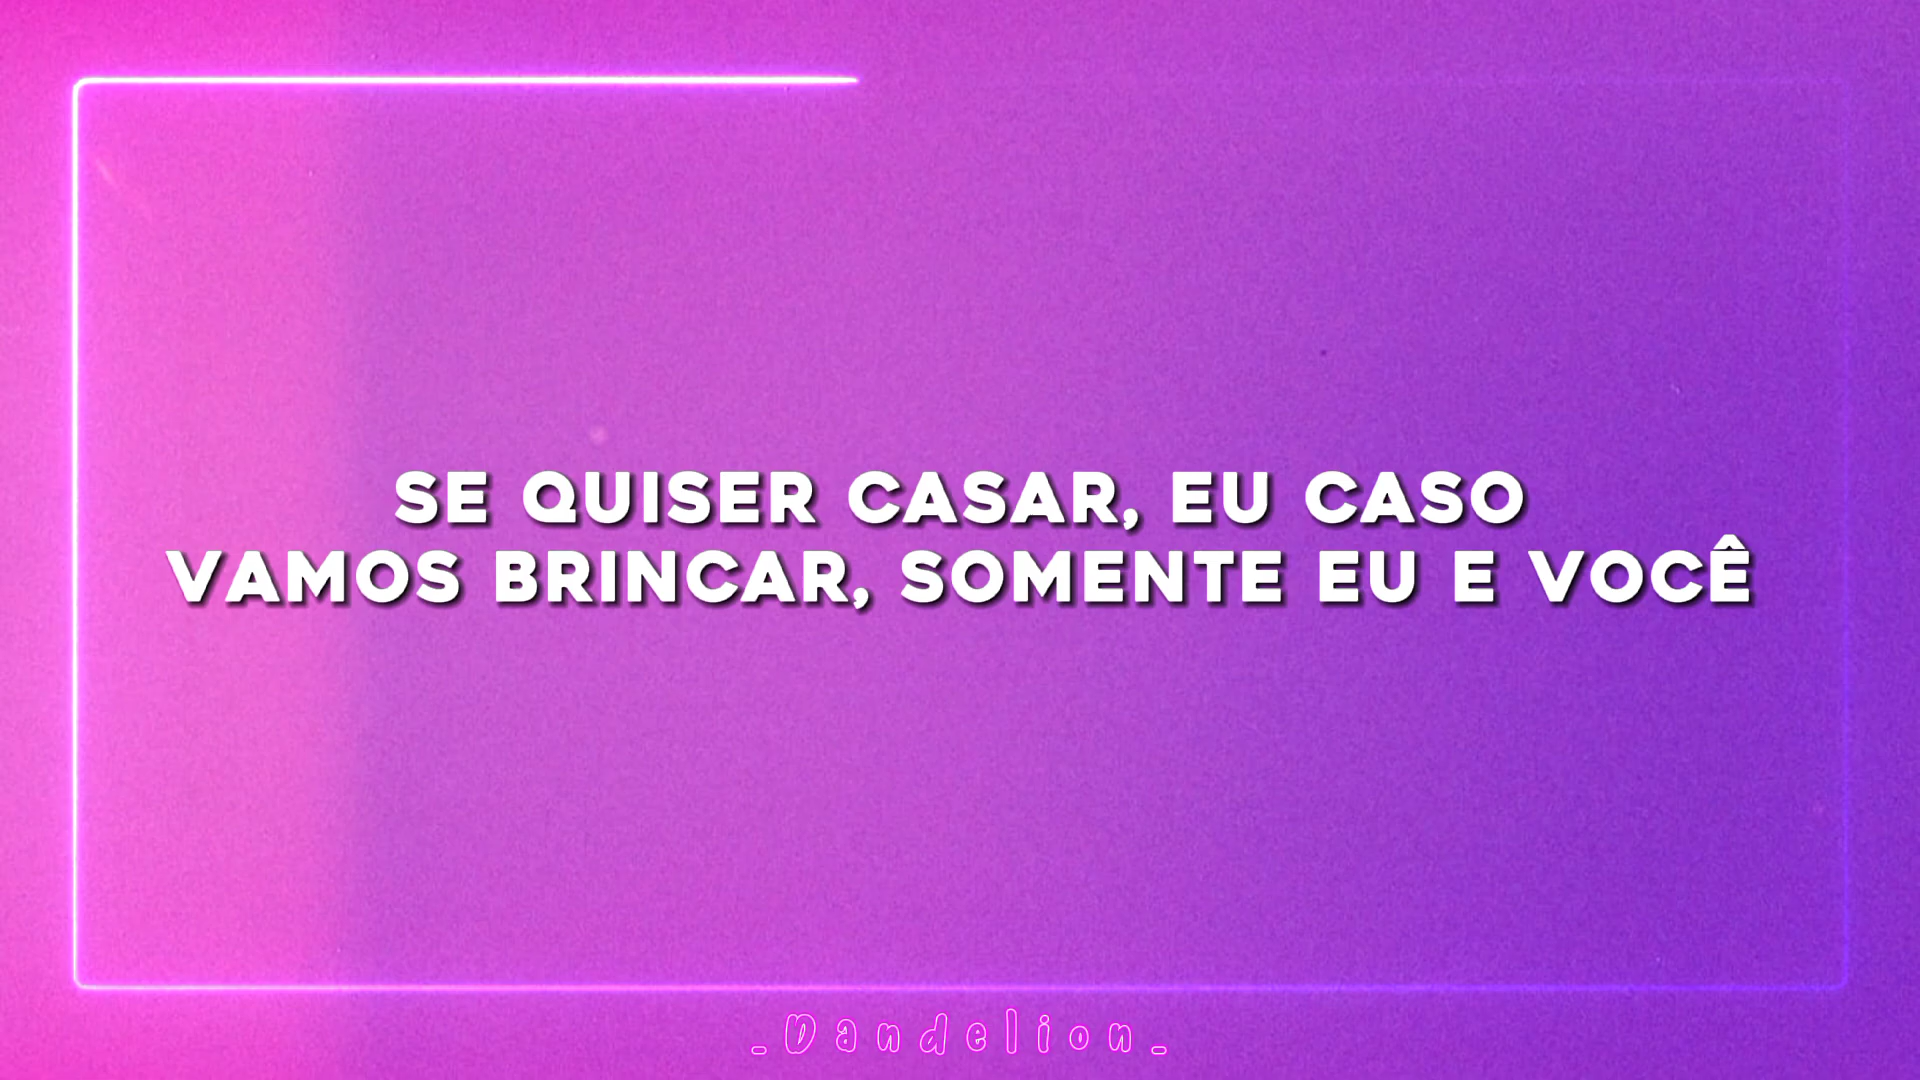 SE QUISER CASAR, EU CASO
VAMOS BRINCAR, SOMENTE EU E VOCÊ
_Dandelion_